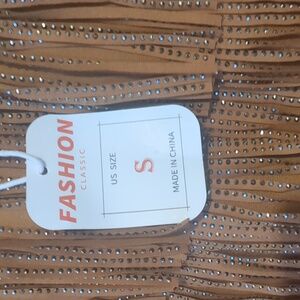 FASHION
CLASSIC
US SIZE
S
MADE IN CHINA